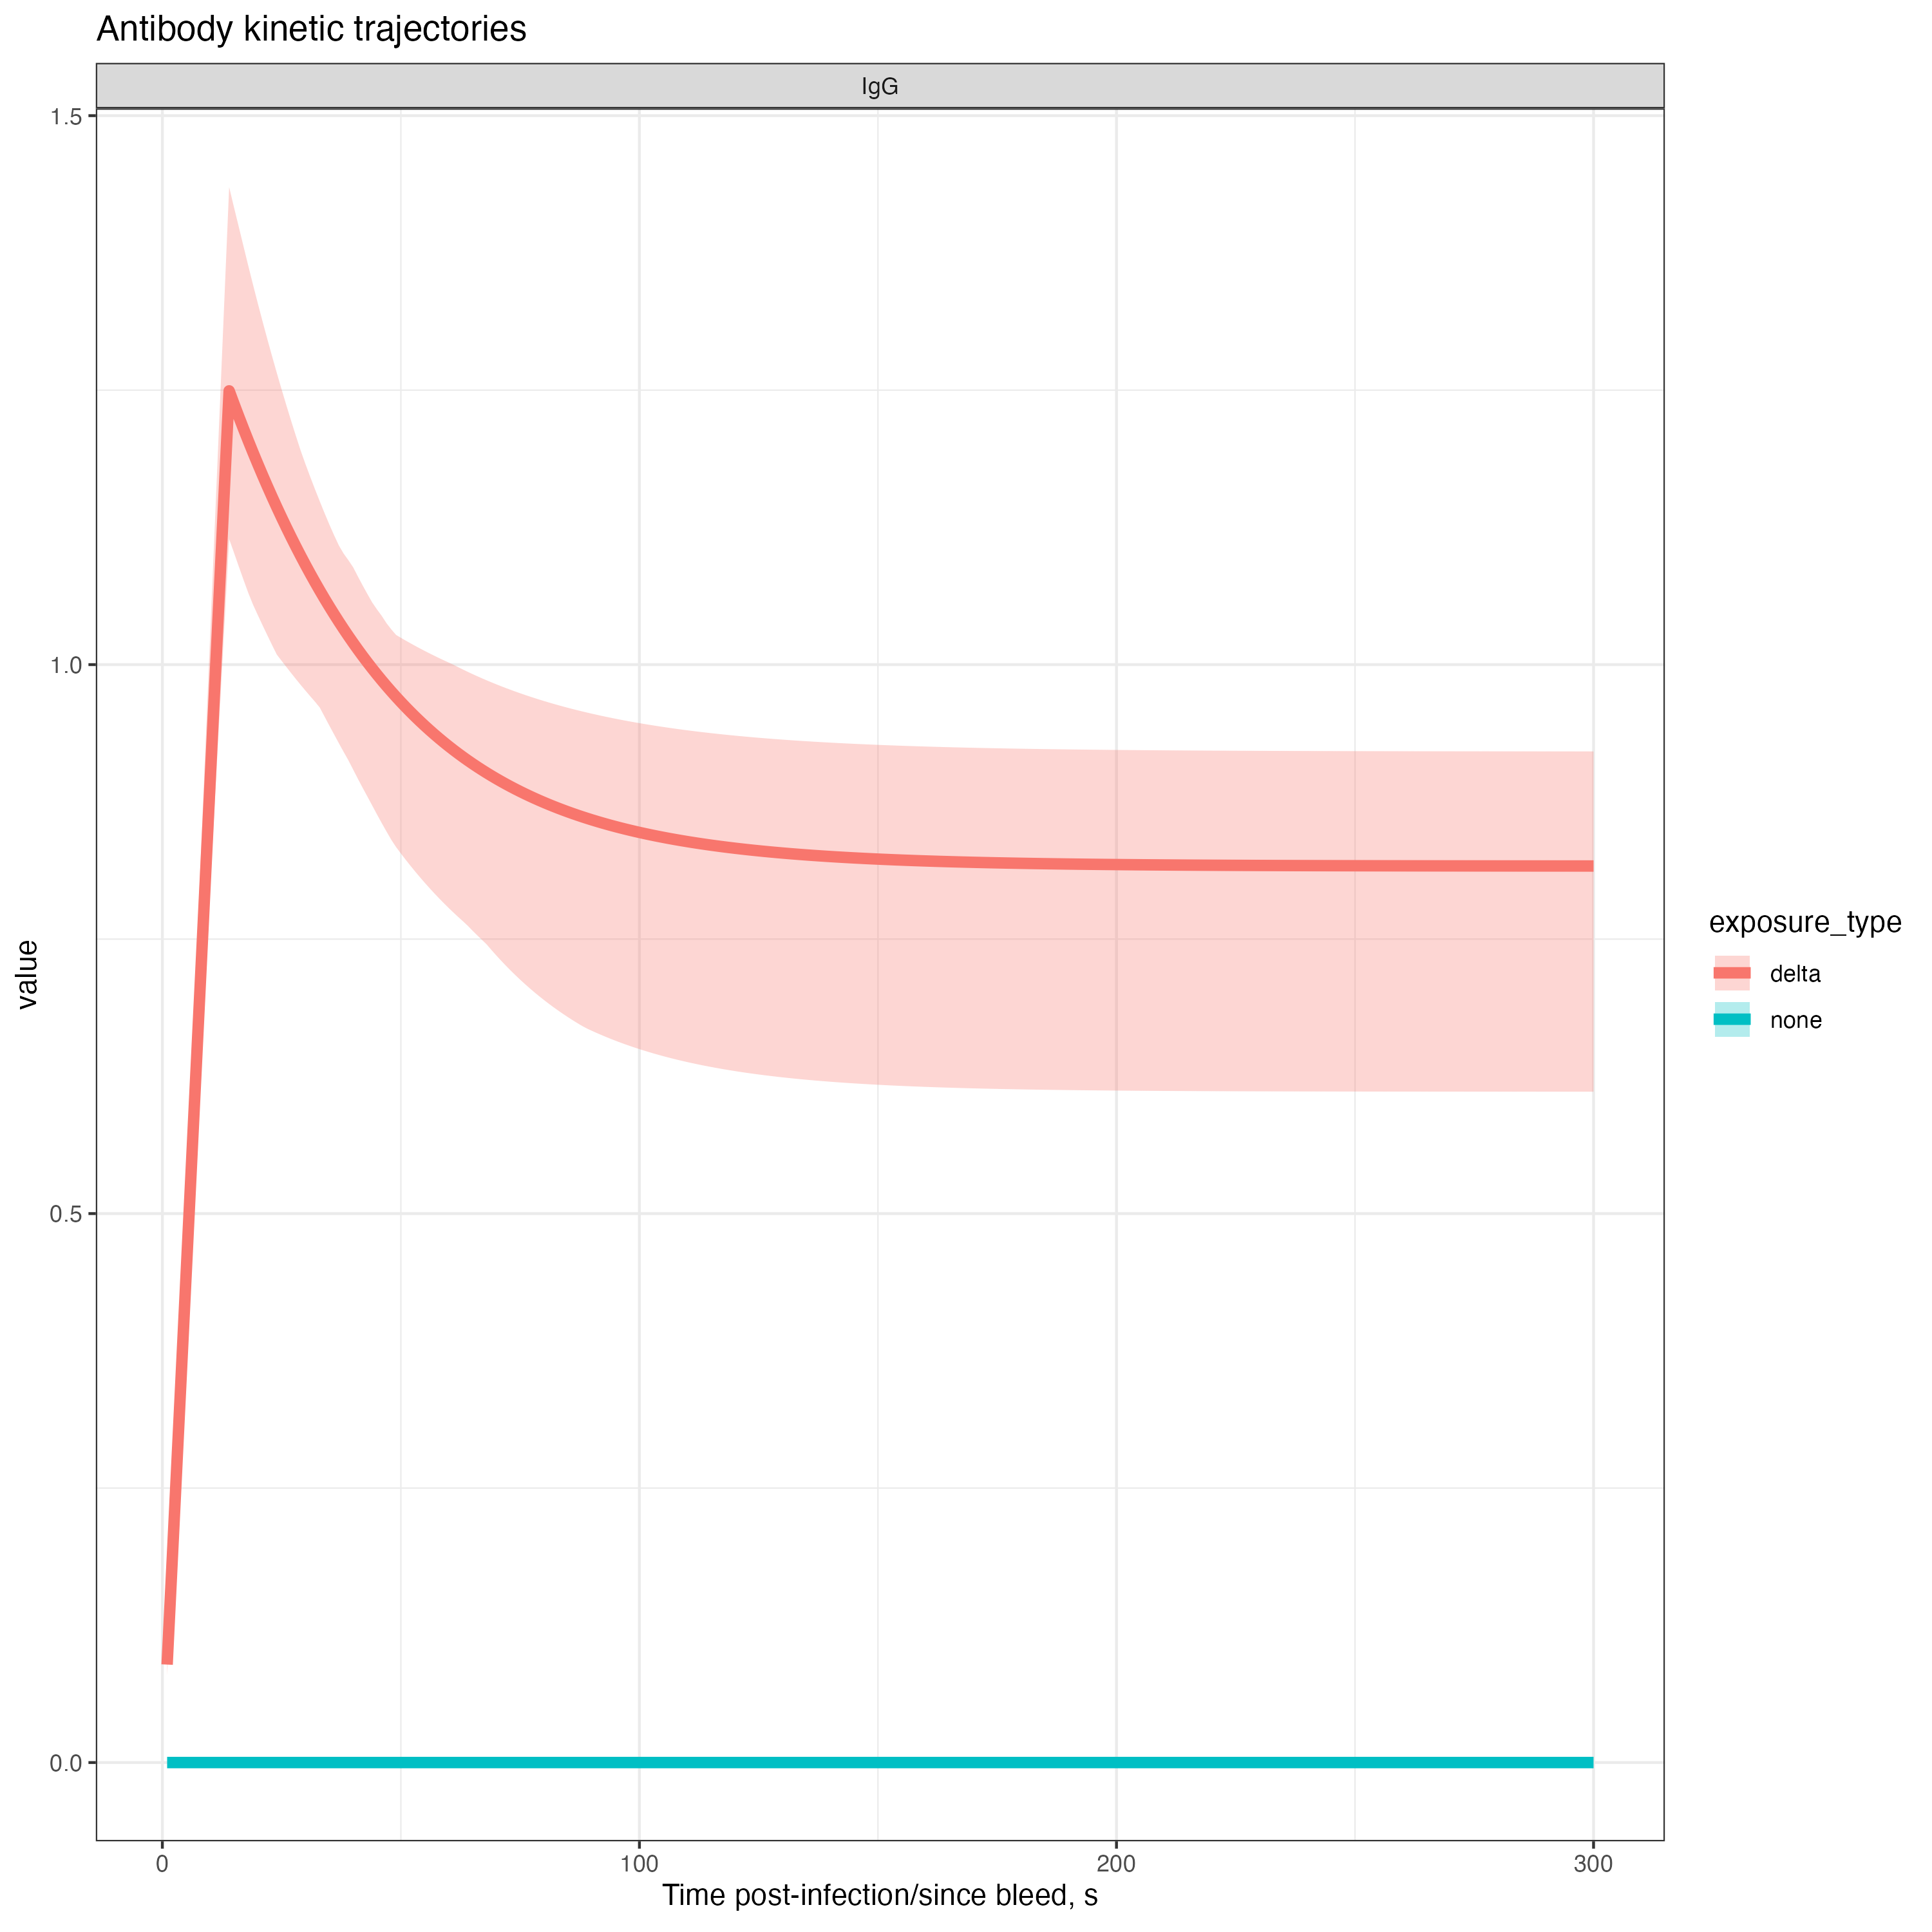 Antibody kinetic trajectories
IgG
1.5
1.0
0.5
0.0
value
0 100 200 300
Time post-infection/since bleed, s
exposure_type
delta
none